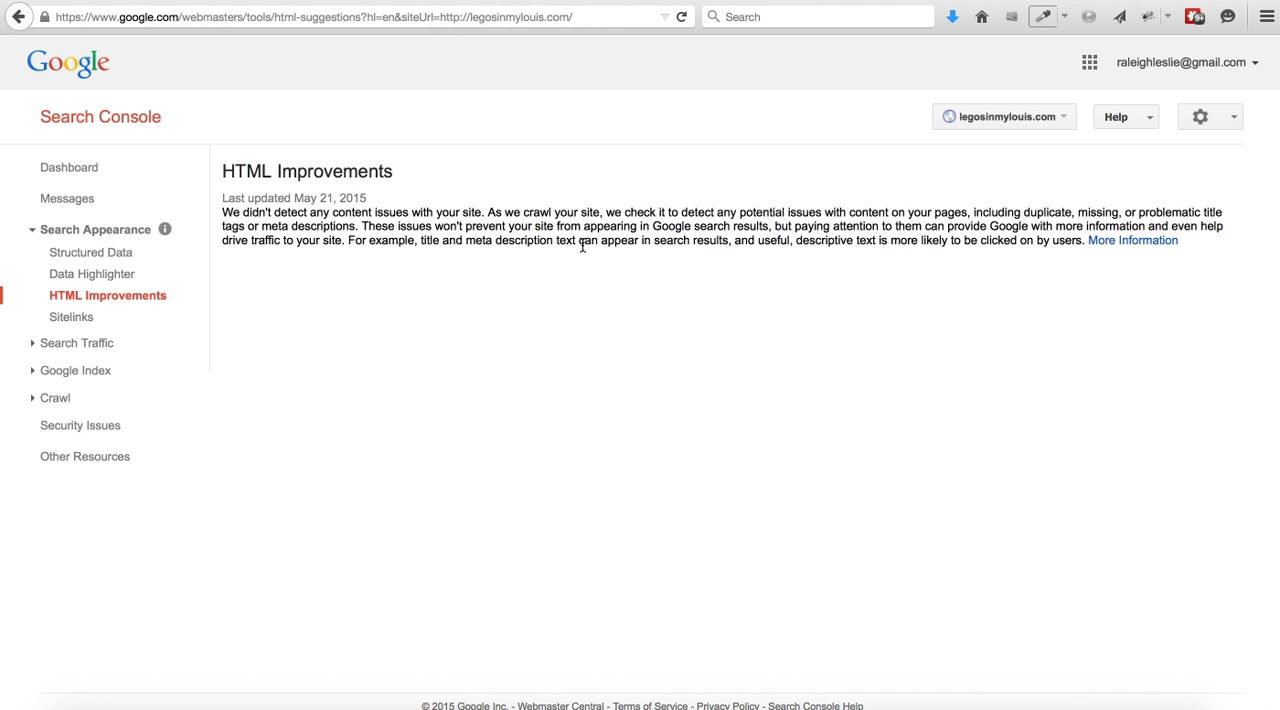 https://www.google.com/webmasters/tools/html-suggestions?hl=en&siteUrl=http://legosinmylouis.com/
Search
Google
raleighleslie@gmail.com
Search Console
legosinmylouis.com
Help
Dashboard
Messages
Search Appearance
Structured Data
Data Highlighter
HTML Improvements
Sitelinks
Search Traffic
Google Index
Crawl
Security Issues
Other Resources
HTML Improvements
Last updated May 21, 2015
We didn't detect any content issues with your site. As we crawl your site, we check it to detect any potential issues with content on your pages, including duplicate, missing, or problematic title
tags or meta descriptions. These issues won't prevent your site from appearing in Google search results, but paying attention to them can provide Google with more information and even help
drive traffic to your site. For example, title and meta description text can appear in search results, and useful, descriptive text is more likely to be clicked on by users. More Information
© 2015 Google Inc. - Webmaster Central - Terms of Service - Privacy Policy - Search Console Help